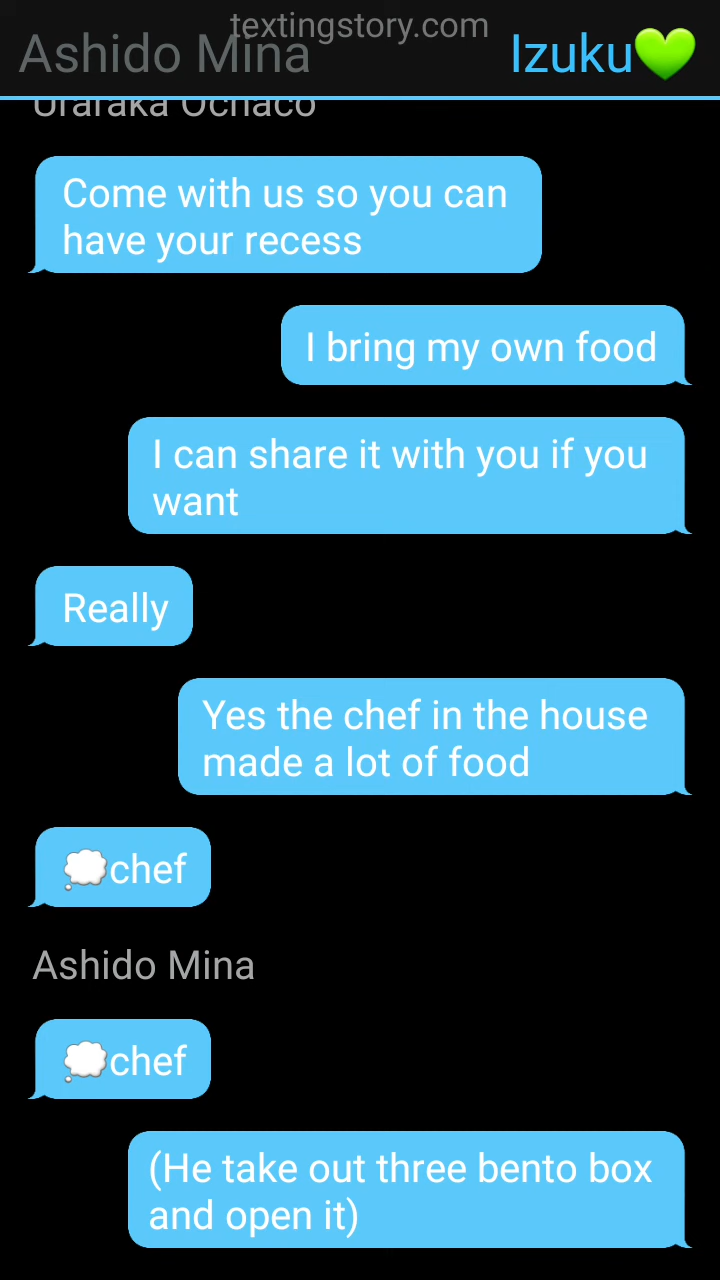 textingstory.com
Ashido Mina Izuku💚
Uraraka Ochaco
Come with us so you can
have your recess
I bring my own food
I can share it with you if you
want
Really
Yes the chef in the house
made a lot of food
💭chef
Ashido Mina
💭chef
(He take out three bento box
and open it)